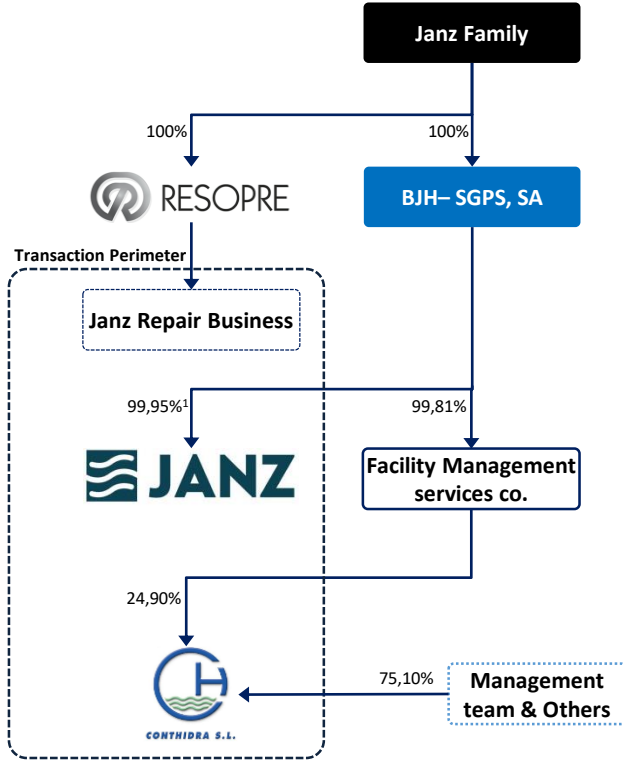 Janz Family
100%
100%
RESOPRE
BJH– SGPS, SA
Transaction Perimeter
Janz Repair Business
99,95%¹
99,81%
JANZ
Facility Management
services co.
24,90%
75,10%
Management
team & Others
CH
CONTHIDRA S.L.